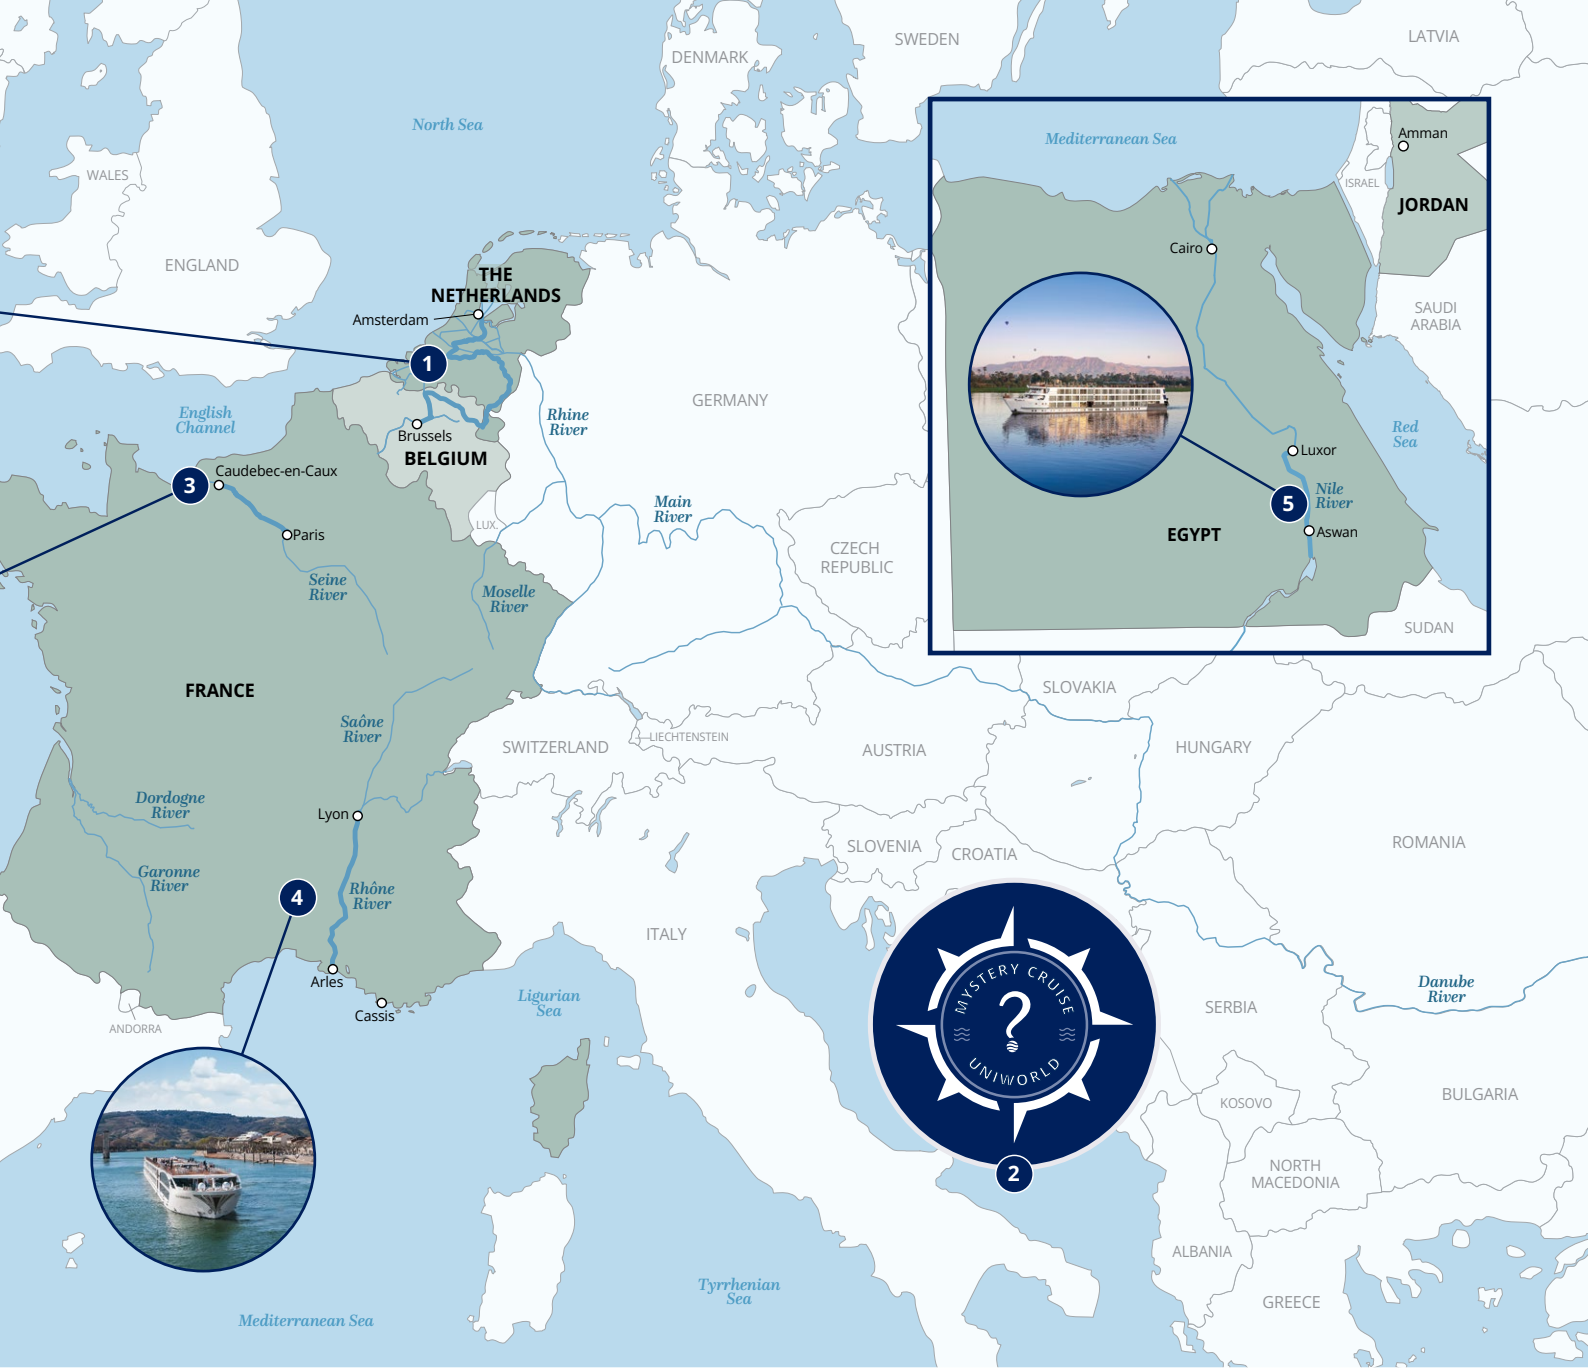 North Sea
DENMARK
SWEDEN
LATVIA
WALES
ENGLAND
THE
NETHERLANDS
Amsterdam
1
English
Channel
Brussels
BELGIUM
Rhine
River
GERMANY
3
Caudebec-en-Caux
Paris
Seine
River
LUX.
Main
River
Moselle
River
CZECH
REPUBLIC
FRANCE
Saône
River
SWITZERLAND
LIECHTENSTEIN
AUSTRIA
SLOVAKIA
HUNGARY
Dordogne
River
Lyon
Garonne
River
4
Rhône
River
SLOVENIA
CROATIA
ROMANIA
ITALY
Arles
Cassis
ANDORRA
Ligurian
Sea
MYSTERY CRUISE
?
UNIWORLD
2
SERBIA
Danube
River
KOSOVO
BULGARIA
NORTH
MACEDONIA
ALBANIA
GREECE
Tyrrhenian
Sea
Mediterranean Sea
Mediterranean Sea
Amman
ISRAEL
JORDAN
Cairo
SAUDI
ARABIA
Red
Sea
Luxor
Nile
River
5
Aswan
EGYPT
SUDAN